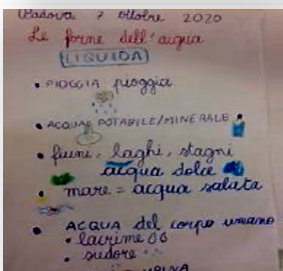 Padova 7 ottobre 2020
Le forme dell'acqua
LIQUIDA
• PIOGGIA pioggia
• ACQUA POTABILE/MINERALE
• fiumi, laghi, stagni
acqua dolce
• mare = acqua salata
• ACQUA del corpo umano
• lacrime
• sudore